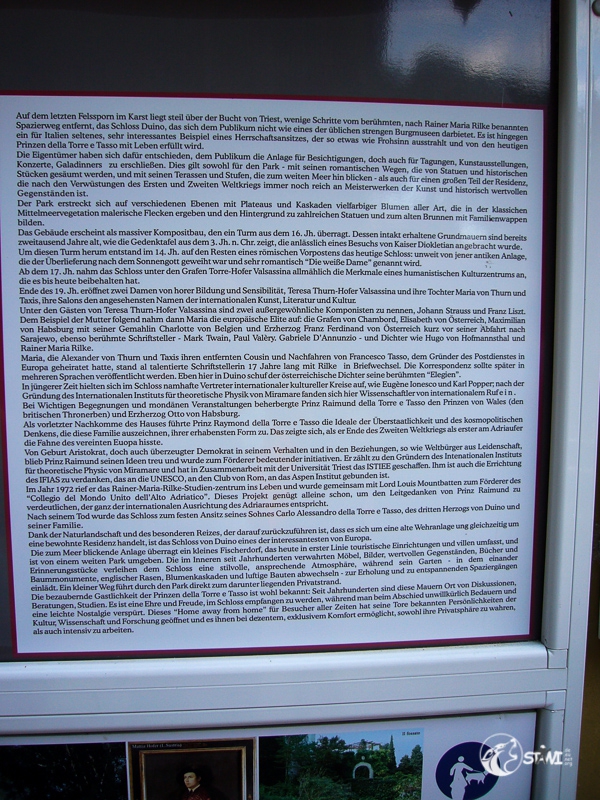 Auf dem letzten Felssporn im Karst liegt steil über der Bucht von Triest, wenige Schritte vom berühmten, nach Rainer Maria Rilke benannten
Spazierweg entfernt, das Schloss Duino, das sich dem Publikum nicht wie eines der üblichen strengen Burgmuseen darbietet. Es ist hingegen
ein für Italien seltenes, sehr interessantes Beispiel eines Herrschaftsansitzes, der so etwas wie Frohsinn ausstrahlt und von den heutigen
Prinzen della Torre e Tasso mit Leben erfüllt wird.
Die Eigentümer haben sich dafür entschieden, dem Publikum die Anlage für Besichtigungen, doch auch für Tagungen, Kunstausstellungen,
Konzerte, Galadinners zu erschließen. Dies gilt sowohl für den Park - mit seinen romantischen Wegen, die von Statuen und historischen
Stücken gesäumt werden, und mit seinen Terassen und Stufen, die zum weiten Meer hin blicken - als auch für einen großen Teil der Residenz,
die nach den Verwüstungen des Ersten und Zweiten Weltkriegs immer noch reich an Meisterwerken der Kunst und historisch wertvollen
Gegenständen ist.
Der Park erstreckt sich auf verschiedenen Ebenen mit Plateaus und Kaskaden vielfarbiger Blumen aller Art, die in der klassischen
Mittelmeervegetation malerische Flecken ergeben und den Hintergrund zu zahlreichen Statuen und zum alten Brunnen mit Familienwappen
bilden.
Das Gebäude erscheint als massiver Kompositbau, den ein Turm aus dem 16. Jh. überragt. Dessen intakt erhaltene Grundmauern sind bereits
zweitausend Jahre alt, wie die Gedenktafel aus dem 3. Jh. n. Chr. zeigt, die anlässlich eines Besuchs von Kaiser Diokletian angebracht wurde.
Um diesen Turm herum entstand im 14. Jh. auf den Resten eines römischen Vorpostens das heutige Schloss: unweit von jener antiken Anlage,
die der Überlieferung nach dem Sonnengott geweiht war und sehr romantisch "Die weiße Dame" genannt wird.
Ab dem 17. Jh. nahm das Schloss unter den Grafen Torre-Hofer Valsassina allmählich die Merkmale eines humanistischen Kulturzentrums an,
die es bis heute beibehalten hat.
Ende des 19. Jh. eröffnet zwei Damen von horer Bildung und Sensibilität, Teresa Thurn-Hofer Valsassina und ihre Tochter Maria von Thurn und
Taxis, ihre Salons den angesehensten Namen der internationalen Kunst, Literatur und Kultur.
Unter den Gästen von Teresa Thurn-Hofer Valsassina sind zwei außergewöhnliche Komponisten zu nennen, Johann Strauss und Franz Liszt.
Dem Beispiel der Mutter folgend nahm dann Maria die europäische Elite auf: die Grafen von Chambord, Elisabeth von Österreich, Maximilian
von Habsburg mit seiner Gemahlin Charlotte von Belgien und Erzherzog Franz Ferdinand von Österreich kurz vor seiner Abfahrt nach
Sarajewo, ebenso berühmte Schriftsteller - Mark Twain, Paul Valèry. Gabriele D'Annunzio - und Dichter wie Hugo von Hofmannsthal und
Rainer Maria Rilke.
Maria, die Alexander von Thurn und Taxis ihren entfernten Cousin und Nachfahren von Francesco Tasso, dem Gründer des Postdienstes in
Europa geheiratet hatte, stand al talentierte Schriftstellerin 17 Jahre lang mit Rilke in Briefwechsel. Die Korrespondenz sollte später in
mehreren Sprachen veröffentlicht werden. Eben hier in Duino schuf der österreichische Dichter seine berühmten "Elegien".
In jüngerer Zeit hielten sich im Schloss namhafte Vertreter internationaler kultureller Kreise auf, wie Eugène Ionesco und Karl Popper; nach der
Gründung des Internationalen Instituts für theoretische Physik von Miramare fanden sich hier Wissenschaftler von internationalem Ruf ein.
Bei Wichtigen Begegnungen und mondänen Veranstaltungen beherbergte Prinz Raimund della Torre e Tasso den Prinzen von Wales (den
britischen Thronerben) und Erzherzog Otto von Habsburg.
Als vorletzter Nachkomme des Hauses führte Prinz Raymond della Torre e Tasso die Ideale der Überstaatlichkeit und des kosmopolitischen
Denkens, die diese Familie auszeichnen, ihrer erhabensten Form zu. Das zeigte sich, als er Ende des Zweiten Weltkriegs als erster am Adriaufer
die Fahne des vereinten Euopa hisste.
Von Geburt Aristokrat, doch auch überzeugter Demokrat in seinem Verhalten und in den Beziehungen, so wie Weltbürger aus Leidenschaft,
blieb Prinz Raimund seinen Ideen treu und wurde zum Förderer bedeutender initiativen. Er zählt zu den Gründern des Internationalen Instituts
für theoretische Physic von Miramare und hat in Zusammenarbeit mit der Universität Triest das ISTIEE geschaffen. Ihm ist auch die Errichtung
des IFIAS zu verdanken, das an die UNESCO, an den Club von Rom, an das Aspen Institut gebunden ist.
Im Jahr 1972 rief er das Rainer-Maria-Rilke-Studien-zentrum ins Leben und wurde gemeinsam mit Lord Louis Mountbatten zum Förderer des
"Collegio del Mondo Unito dell'Alto Adriatico". Dieses Projekt genügt alleine schon, um den Leitgedanken von Prinz Raimund zu
verdeutlichen, der ganz der internationalen Ausrichtung des Adriaraumes entspricht.
Nach seinem Tod wurde das Schloss zum festen Ansitz seines Sohnes Carlo Alessandro della Torre e Tasso, des dritten Herzogs von Duino und
seiner Familie.
Dank der Naturlandschaft und des besonderen Reizes, der darauf zurückzuführen ist, dass es sich um eine alte Wehranlage ung gleichzeitig um
eine bewohnte Residenz handelt, ist das Schloss von Duino eines der interessantesten von Europa.
Die zum Meer blickende Anlage überragt ein kleines Fischerdorf, das heute in erster Linie touristische Einrichtungen und villen umfasst, und
ist von einem weiten Park umgeben. Die im Inneren seit Jahrhunderten verwahrten Möbel, Bilder, wertvollen Gegenständen, Bücher und
Erinnerungsstücke verleihen dem Schloss eine stilvolle, ansprechende Atmosphäre, während sein Garten - in dem einander
Baummonumente, englischer Rasen, Blumenkaskaden und luftige Bauten abwechseln - zur Erholung und zu entspannenden Spaziergängen
einlädt. Ein kleiner Weg führt durch den Park direkt zum darunter liegenden Privatstrand.
Die bezaubernde Gastlichkeit der Prinzen della Torre e Tasso ist wohl bekannt: Seit Jahrhunderten sind diese Mauern Ort von Diskussionen,
Beratungen, Studien. Es ist eine Ehre und Freude, im Schloss empfangen zu werden, während man beim Abschied unwillkürlich Bedauern und
eine leichte Nostalgie verspürt. Dieses "Home away from home" für Besucher aller Zeiten hat seine Tore bekannten Persönlichkeiten der
Kultur, Wissenschaft und Forschung geöffnet und es ihnen bei dezentem, exklusivem Komfort ermöglicht, sowohl ihre Privatsphäre zu wahren,
als auch intensiv zu arbeiten.
Il fossato
STANI